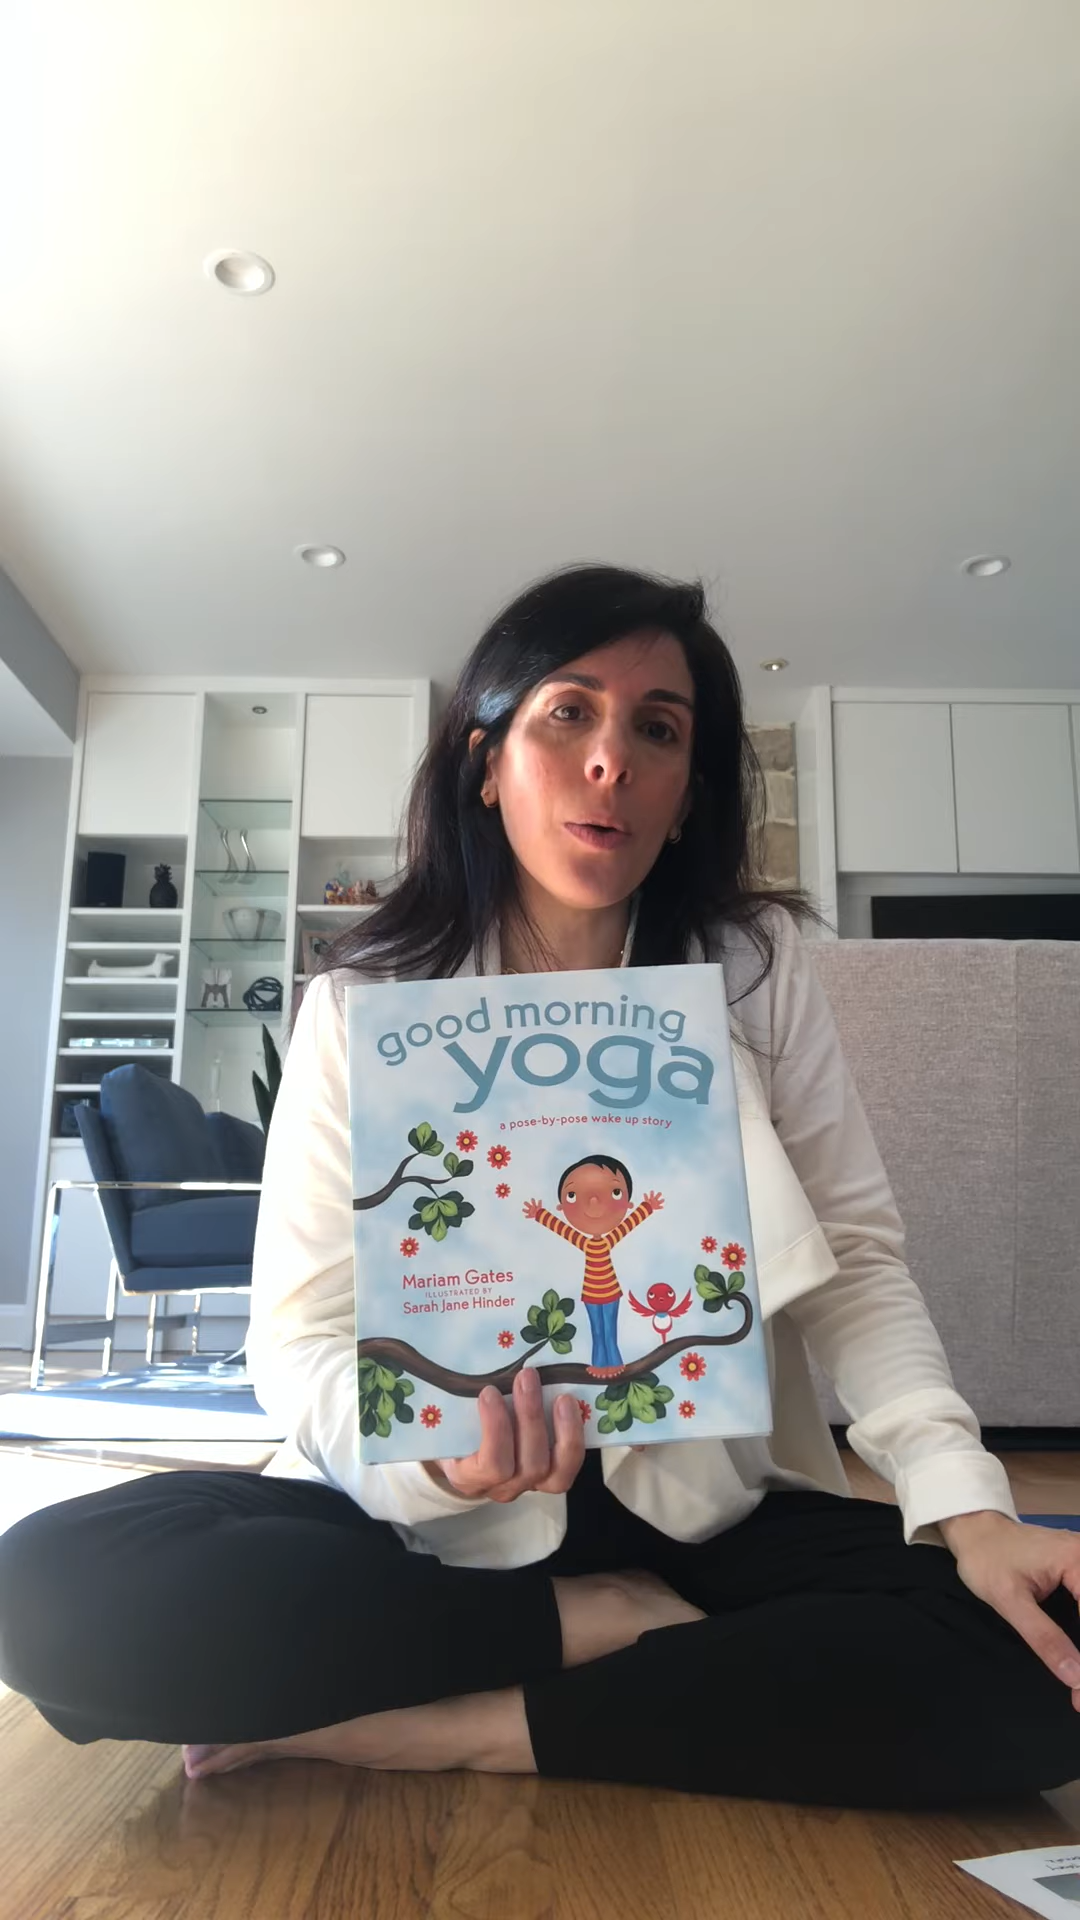 good morning
yoga
a pose-by-pose wake up story
Mariam Gates
ILLUSTRATED BY
Sarah Jane Hinder